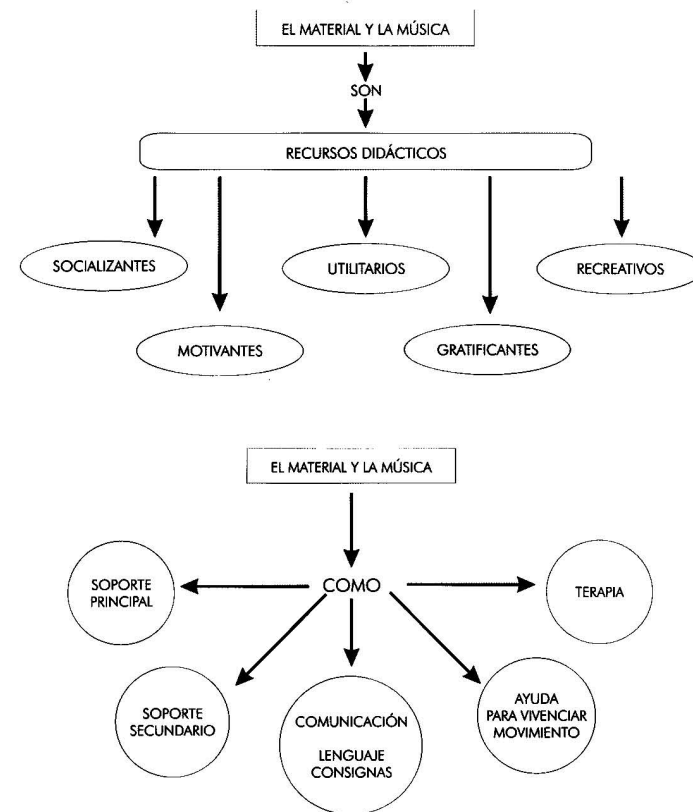 EL MATERIAL Y LA MÚSICA
SON
RECURSOS DIDÁCTICOS
SOCIALIZANTES
UTILITARIOS
RECREATIVOS
MOTIVANTES
GRATIFICANTES
EL MATERIAL Y LA MÚSICA
COMO
SOPORTE
PRINCIPAL
TERAPIA
SOPORTE
SECUNDARIO
COMUNICACIÓN
LENGUAJE
CONSIGNAS
AYUDA
PARA VIVENCIAR
MOVIMIENTO